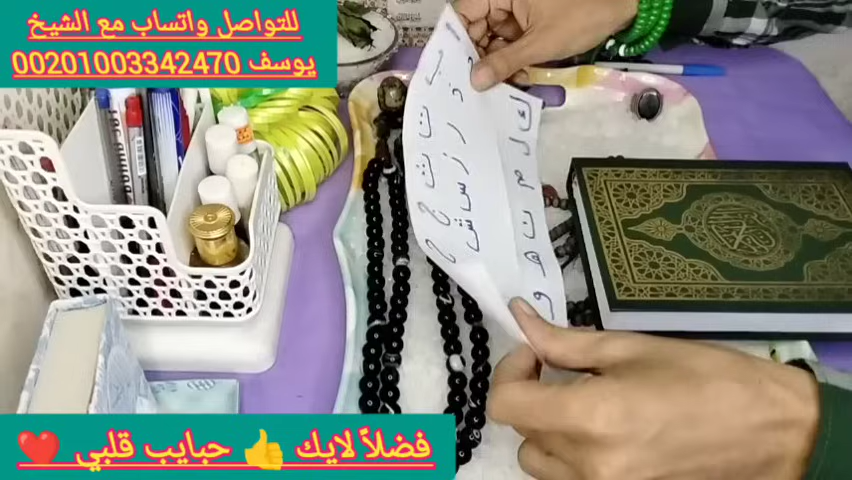 للتواصل واتساب مع الشيخ
يوسف 00201003342470
ب ت ث ج ح
ذ ر ز س ش
ك ل م ن ه و
فضلاً لايك 👍 حبايب قلبي ❤️